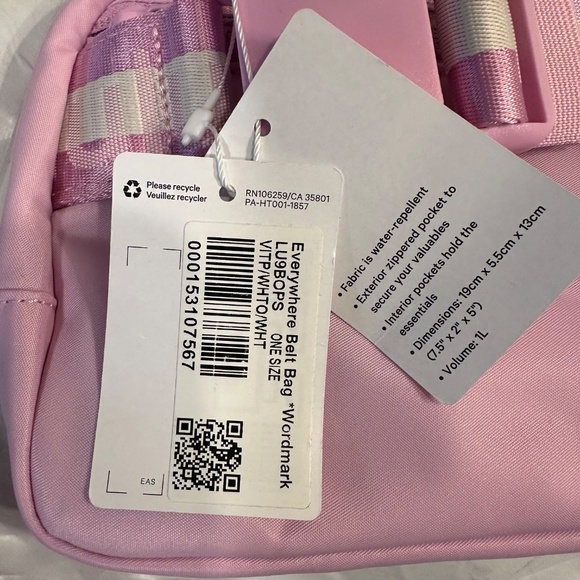 Please recycle
Veuillez recycler
RN106259/CA 35801
PA-HT001-1857
Everywhere Belt Bag *Wordmark
LU9BOPS ONE SIZE
VITP/WHTO/WHT
000153107567
EAS
• Fabric is water-repellent
• Exterior zippered pocket to
secure your valuables
• Interior pockets hold the
essentials
• Dimensions: 19cm x 5.5cm x 13cm
(7.5" x 2" x 5")
• Volume: 1L